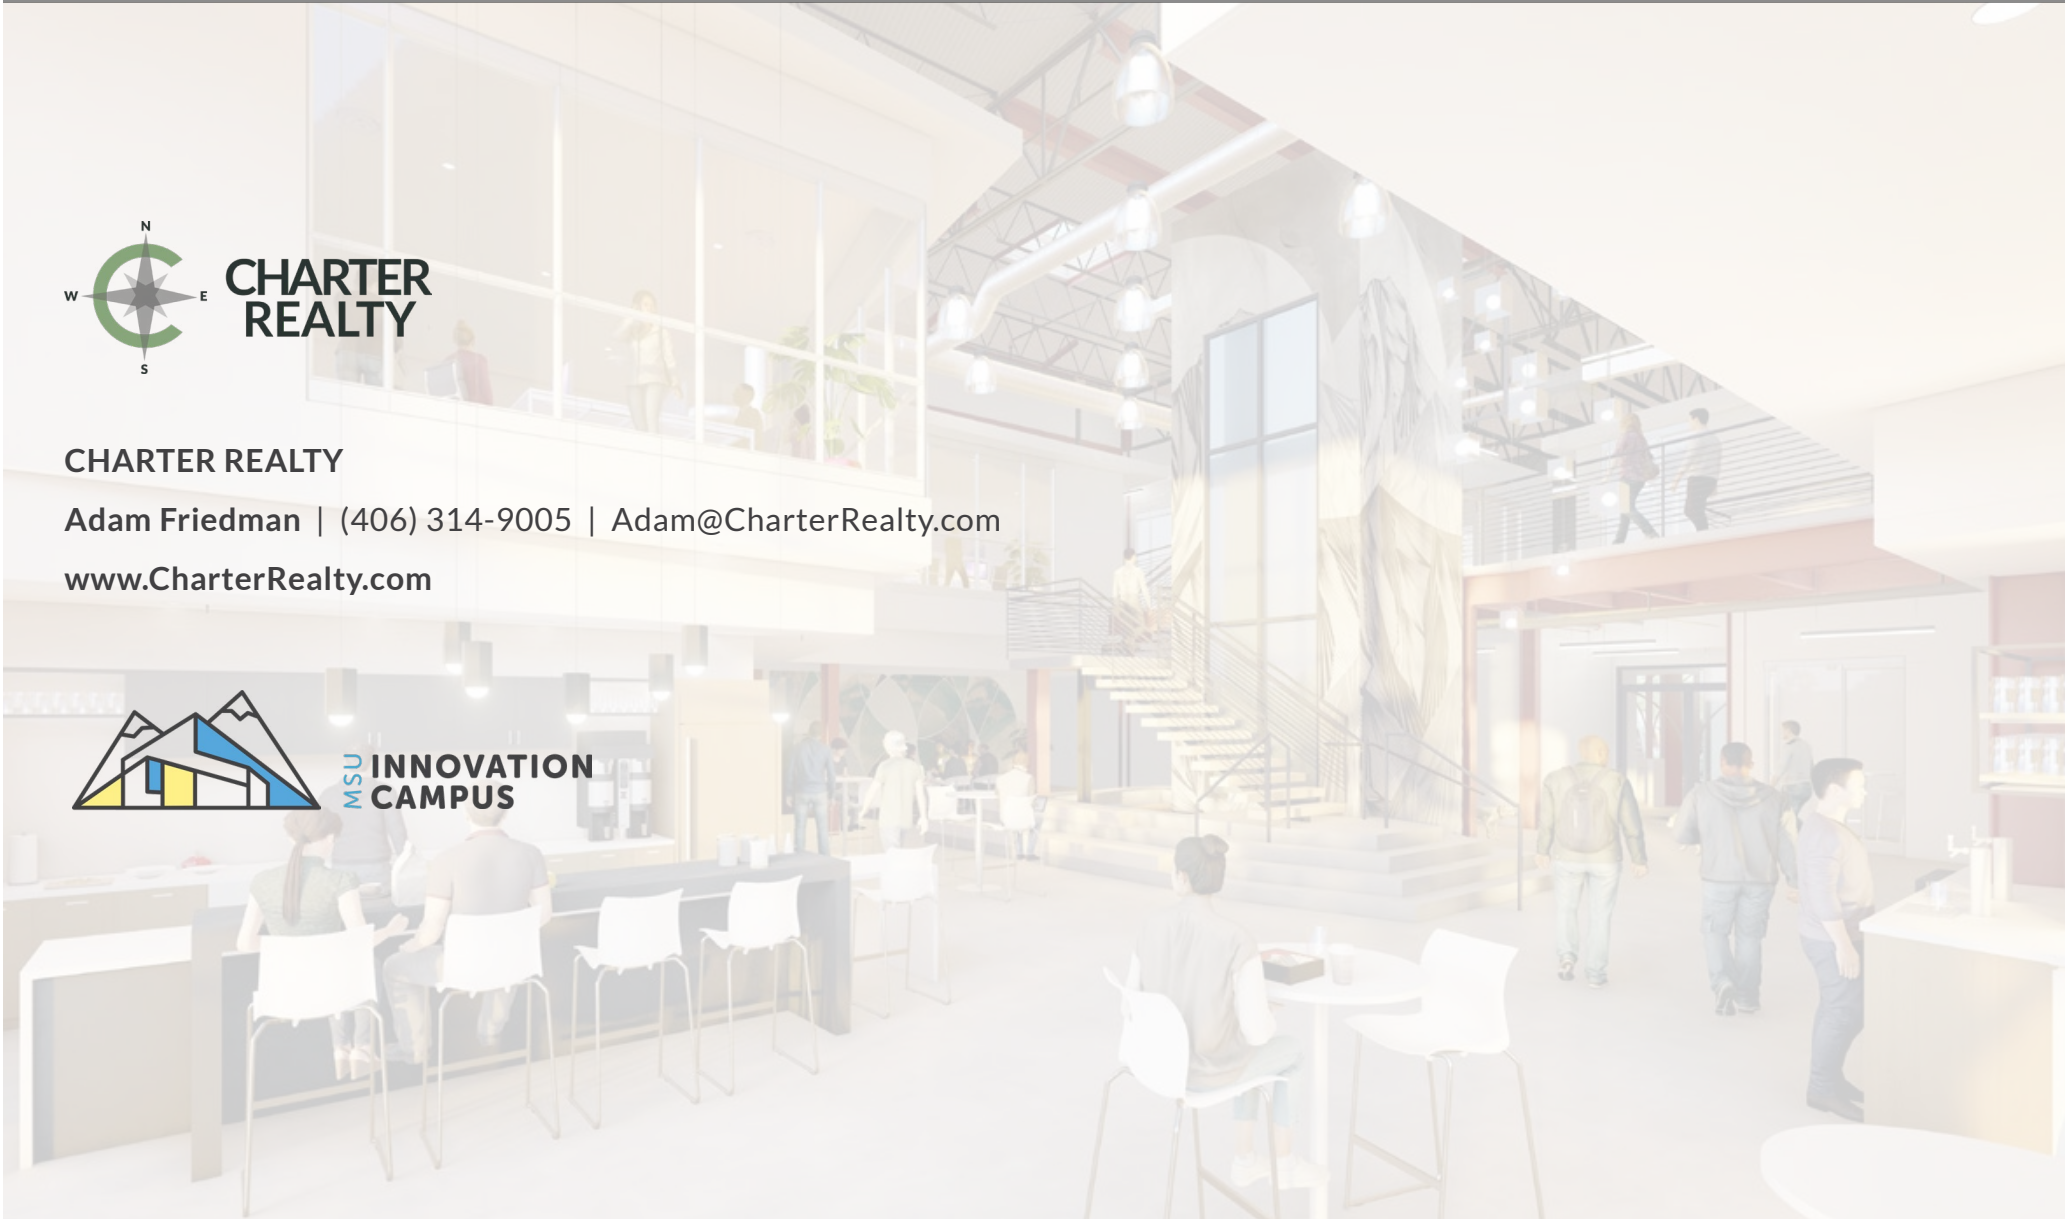 N
W E
S
CHARTER
REALTY
CHARTER REALTY
Adam Friedman | (406) 314-9005 | Adam@CharterRealty.com
www.CharterRealty.com
MSU
INNOVATION
CAMPUS